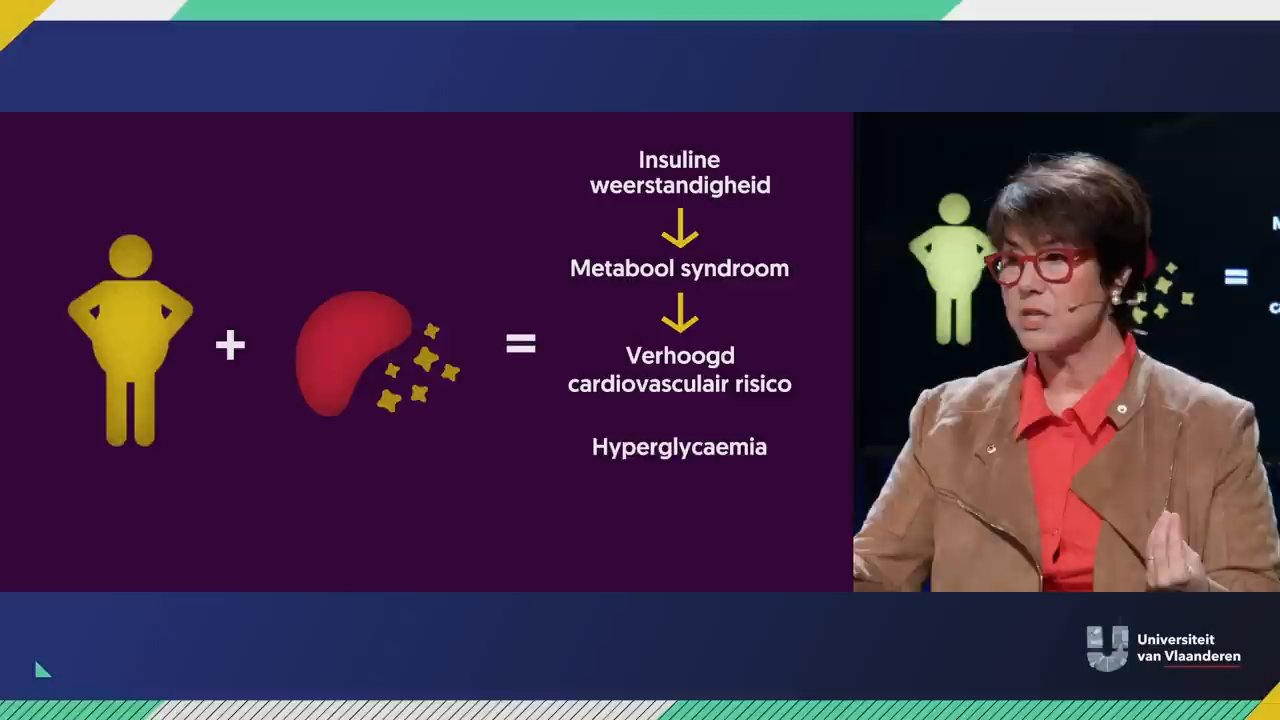 Insuline
weerstandigheid
Metabool syndroom
Verhoogd
cardiovasculair risico
Hyperglycaemia
+
=
=
Universiteit
van Vlaanderen